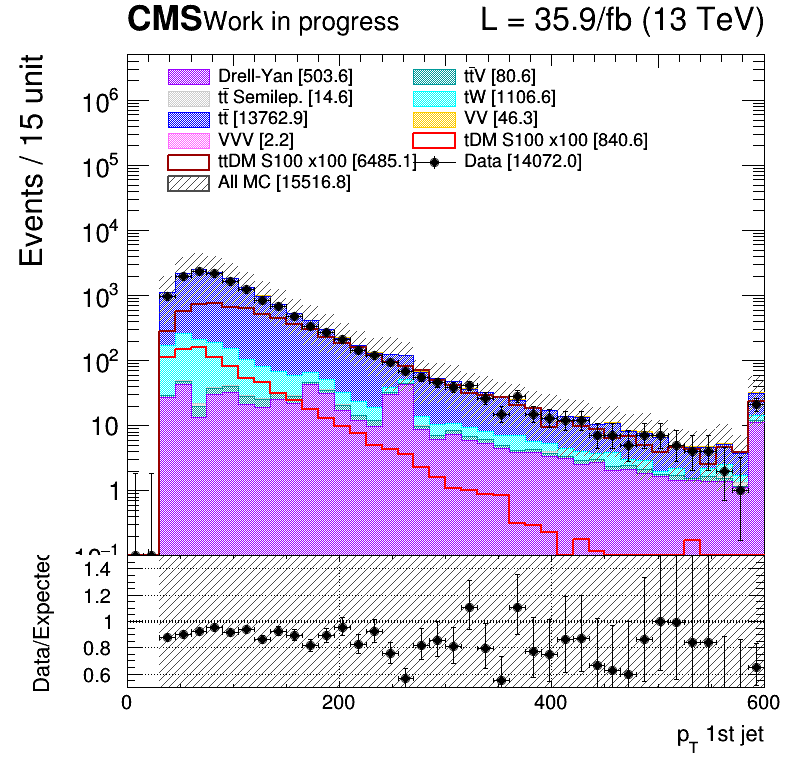 CMS Work in progress L = 35.9/fb (13 TeV)
Events / 15 unit
Drell-Yan [503.6] tt̄V [80.6]
tt̄ Semilep. [14.6] tW [1106.6]
tt̄ [13762.9] VV [46.3]
VVV [2.2] tDM S100 x100 [840.6]
ttDM S100 x100 [6485.1] Data [14072.0]
All MC [15516.8]
10⁶
10⁵
10⁴
10³
10²
10
1
10⁻¹
Data/Expected
1.4
1.2
1
0.8
0.6
0 200 400 600
p_T 1st jet